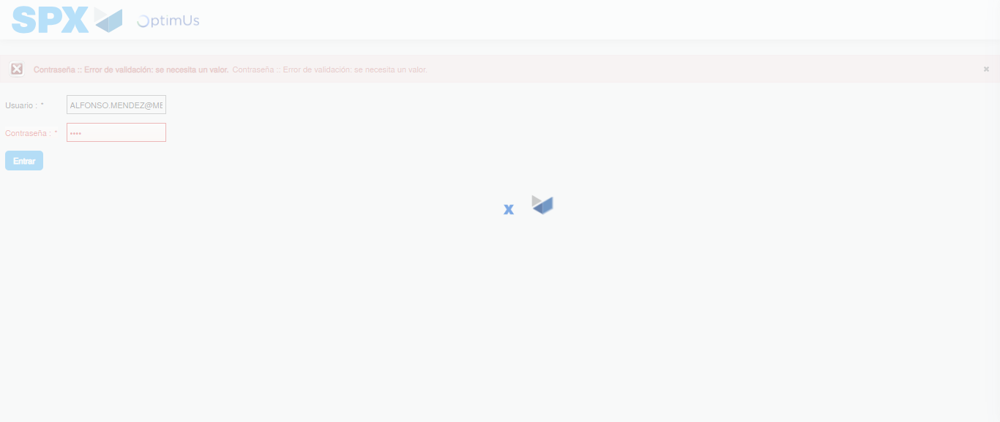 SPX OptimUs
Contraseña :: Error de validación: se necesita un valor. Contraseña :: Error de validación: se necesita un valor.
Usuario : * ALFONSO.MENDEZ@ME
Contraseña : * ••••
Entrar
x